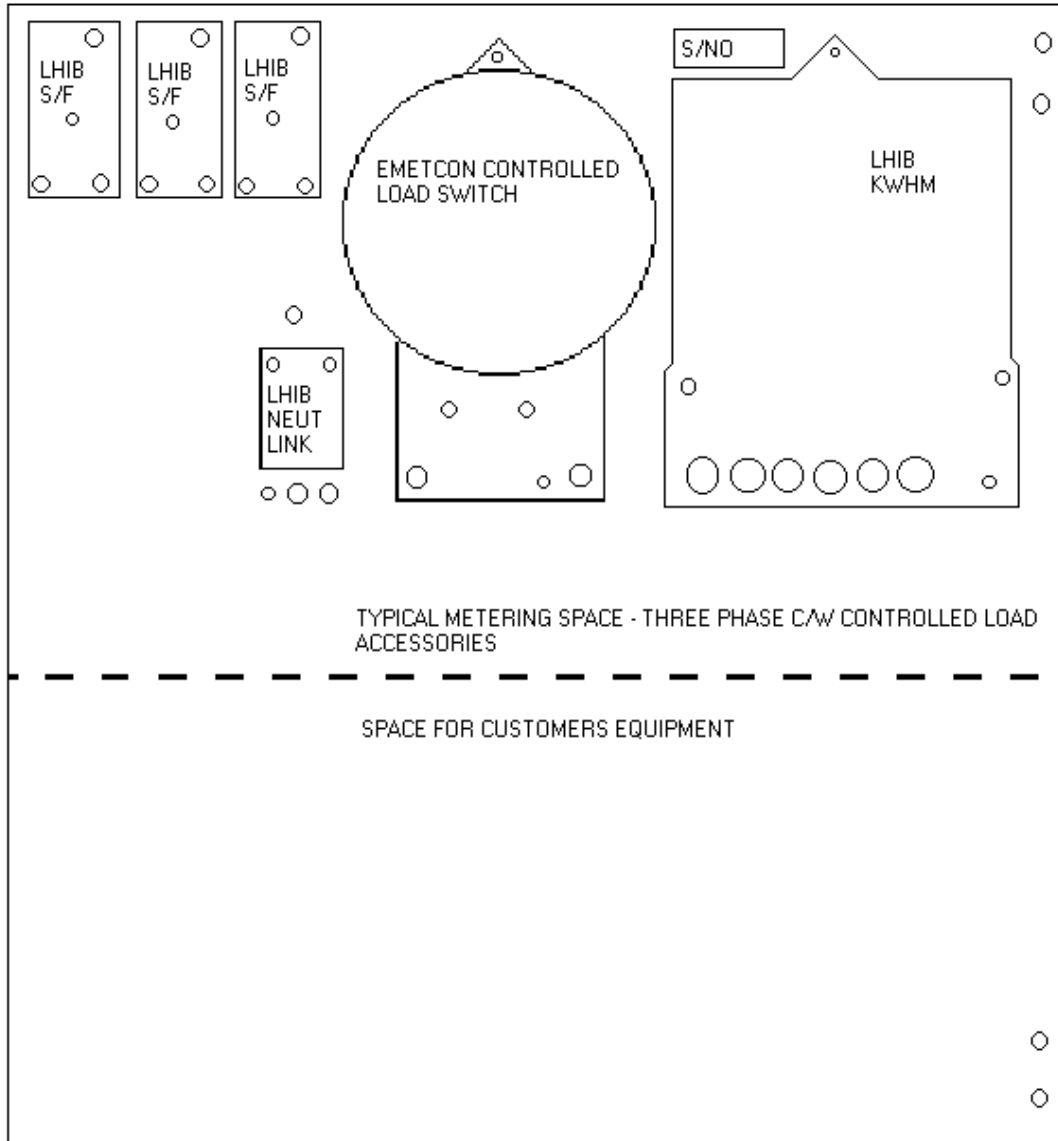 LHIB
S/F
LHIB
S/F
LHIB
S/F
EMETCON CONTROLLED
LOAD SWITCH
S/NO
LHIB
KWHM
LHIB
NEUT
LINK
TYPICAL METERING SPACE - THREE PHASE C/W CONTROLLED LOAD
ACCESSORIES
SPACE FOR CUSTOMERS EQUIPMENT